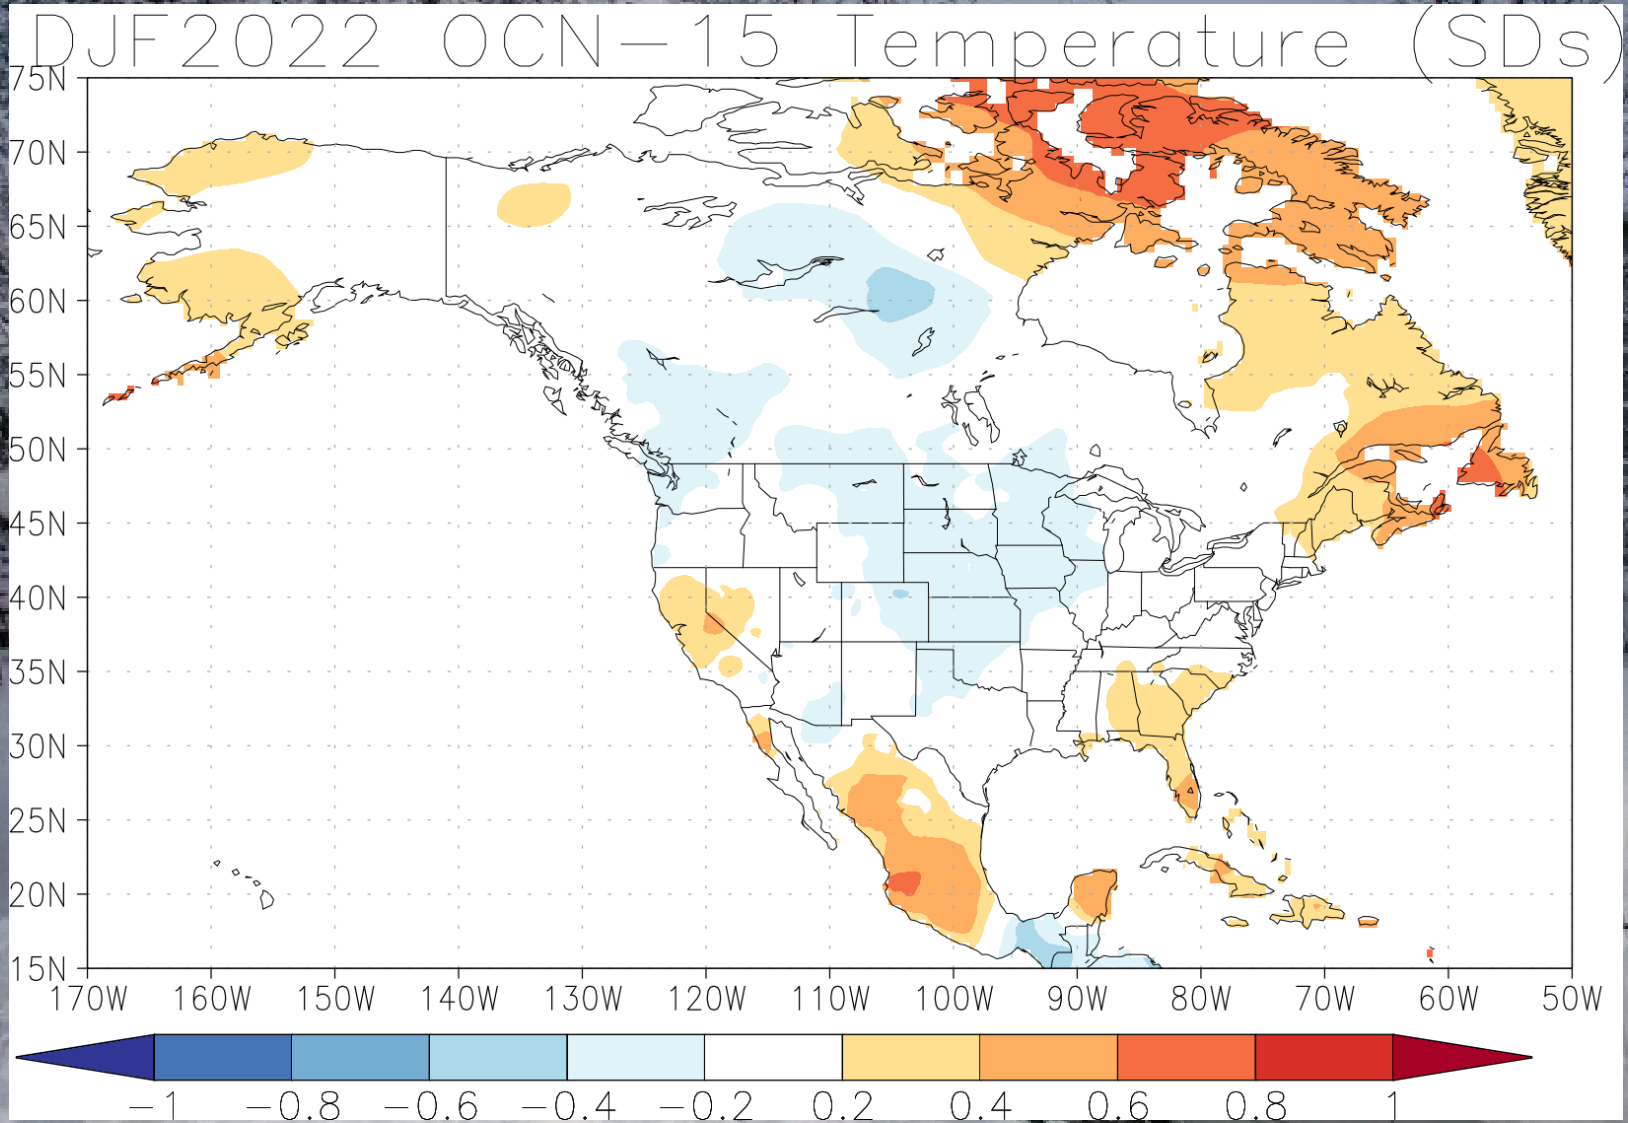 DJF2022 OCN-15 Temperature (SDs)
75N
70N
65N
60N
55N
50N
45N
40N
35N
30N
25N
20N
15N
170W 160W 150W 140W 130W 120W 110W 100W 90W 80W 70W 60W 50W
-1 -0.8 -0.6 -0.4 -0.2 0.2 0.4 0.6 0.8 1